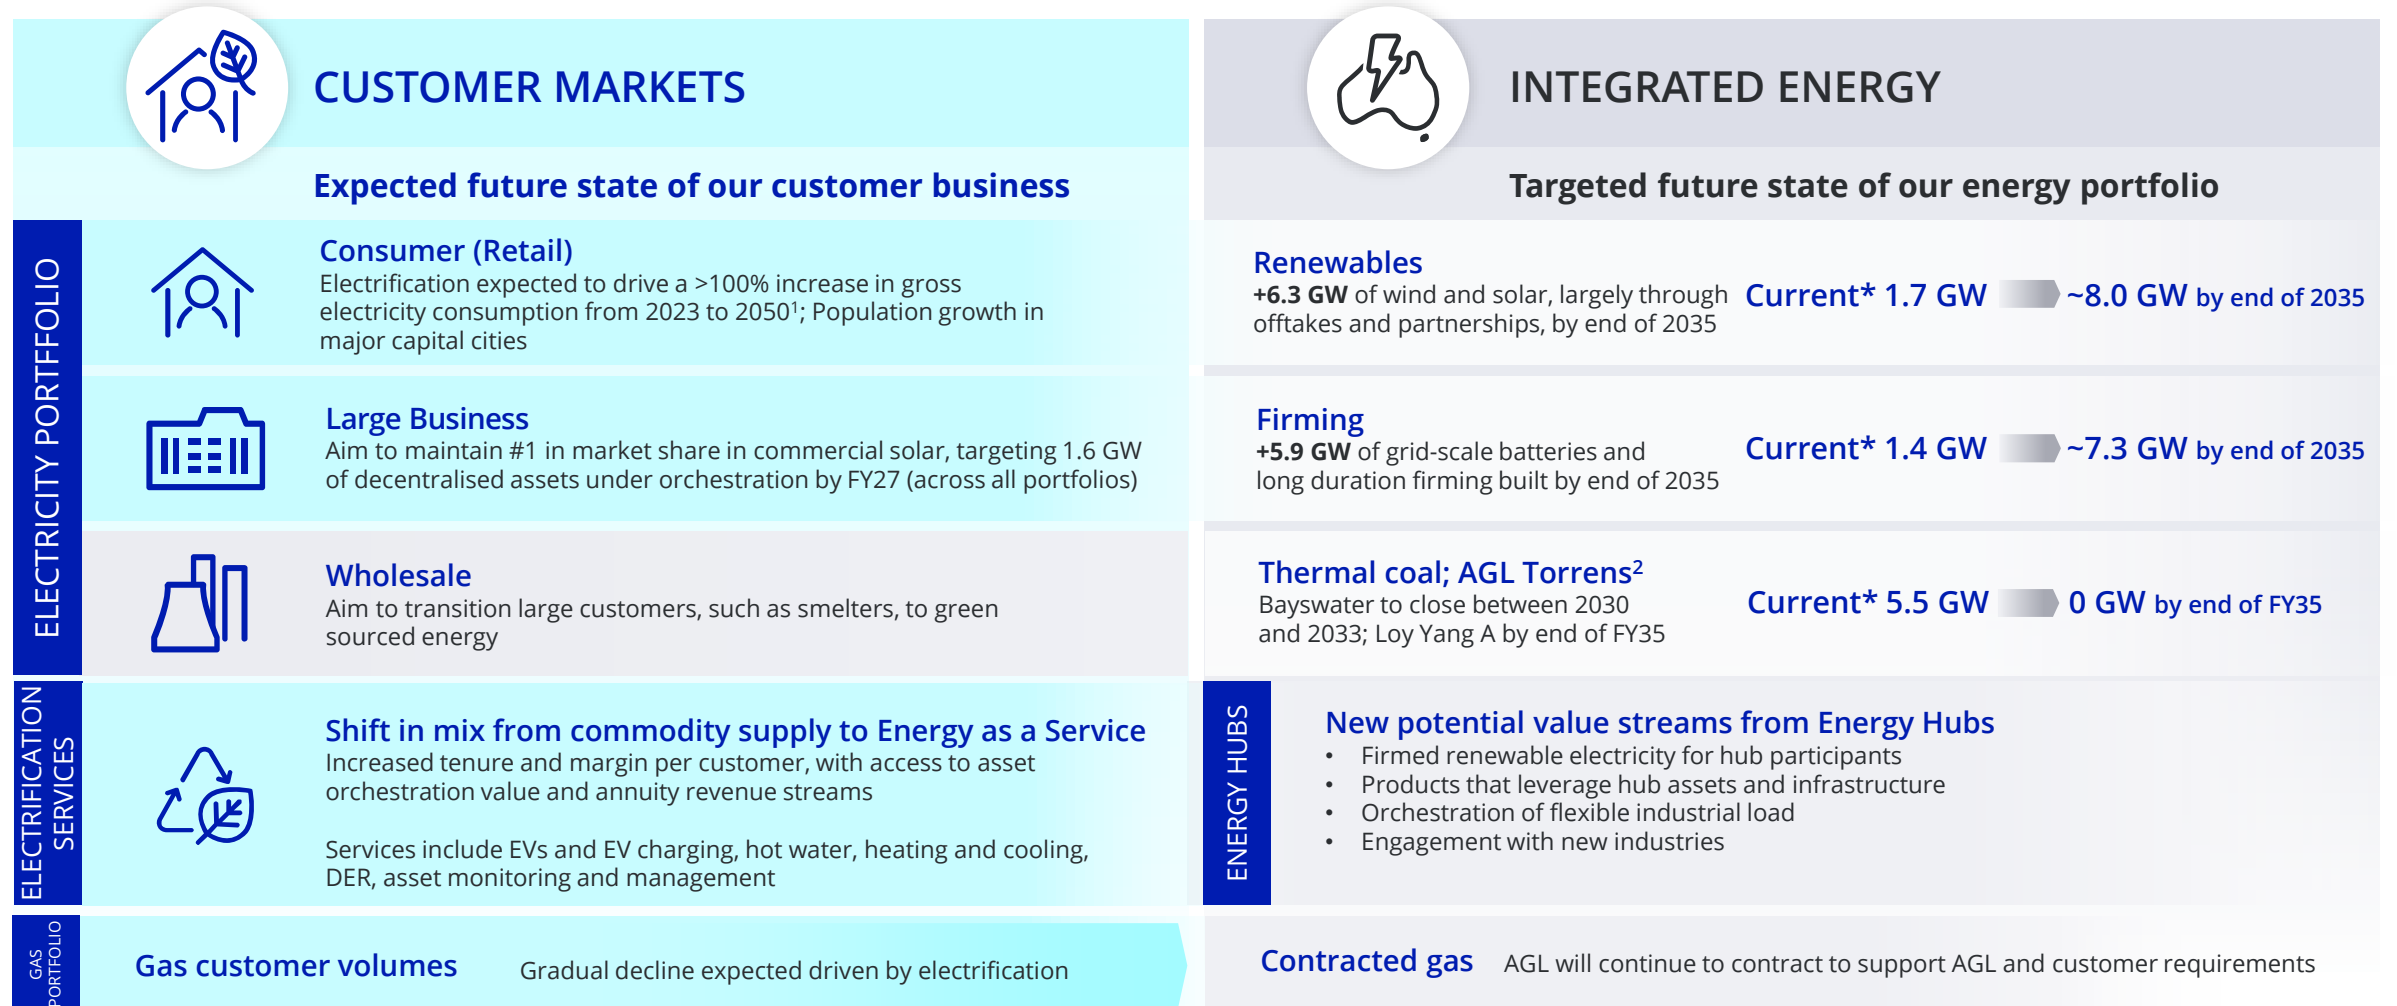 CUSTOMER MARKETS
Expected future state of our customer business
ELECTRICITY PORTFFOLIO
Consumer (Retail)
Electrification expected to drive a >100% increase in gross
electricity consumption from 2023 to 2050¹; Population growth in
major capital cities
Large Business
Aim to maintain #1 in market share in commercial solar, targeting 1.6 GW
of decentralised assets under orchestration by FY27 (across all portfolios)
Wholesale
Aim to transition large customers, such as smelters, to green
sourced energy
ELECTRIFICATION
SERVICES
Shift in mix from commodity supply to Energy as a Service
Increased tenure and margin per customer, with access to asset
orchestration value and annuity revenue streams
Services include EVs and EV charging, hot water, heating and cooling,
DER, asset monitoring and management
GAS
PORTFOLIO
Gas customer volumes
Gradual decline expected driven by electrification
INTEGRATED ENERGY
Targeted future state of our energy portfolio
Renewables
+6.3 GW of wind and solar, largely through
offtakes and partnerships, by end of 2035
Current* 1.7 GW ~8.0 GW by end of 2035
Firming
+5.9 GW of grid-scale batteries and
long duration firming built by end of 2035
Current* 1.4 GW ~7.3 GW by end of 2035
Thermal coal; AGL Torrens²
Bayswater to close between 2030
and 2033; Loy Yang A by end of FY35
Current* 5.5 GW 0 GW by end of FY35
ENERGY HUBS
New potential value streams from Energy Hubs
• Firmed renewable electricity for hub participants
• Products that leverage hub assets and infrastructure
• Orchestration of flexible industrial load
• Engagement with new industries
Contracted gas
AGL will continue to contract to support AGL and customer requirements